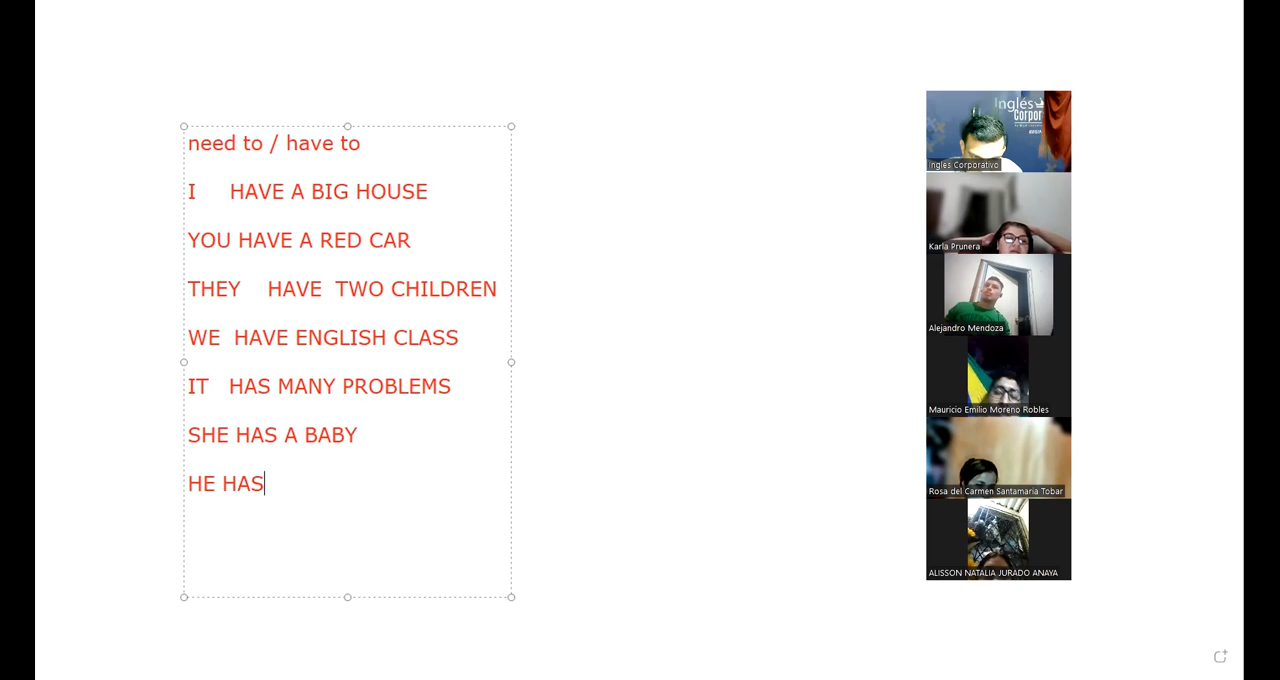 need to / have to
I HAVE A BIG HOUSE
YOU HAVE A RED CAR
THEY HAVE TWO CHILDREN
WE HAVE ENGLISH CLASS
IT HAS MANY PROBLEMS
SHE HAS A BABY
HE HAS
Inglés
Corpor
Ingles Corporativo
Karla Prunera
Alejandro Mendoza
Mauricio Emilio Moreno Robles
Rosa del Carmen Santamaria Tobar
ALISSON NATALIA JURADO ANAYA